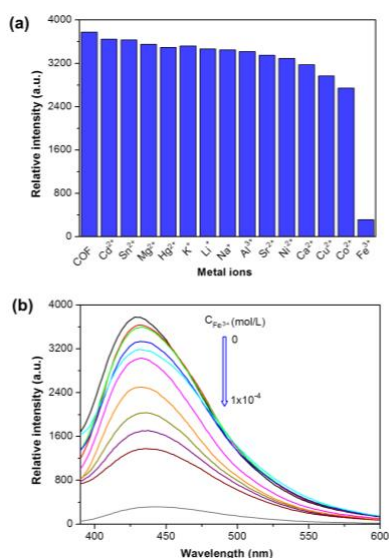 (a)
Relative intensity (a.u.)
4000
3200
2400
1600
800
0
COF
Cd²⁺
Sn²⁺
Mg²⁺
Hg²⁺
K⁺
Li⁺
Na⁺
Al³⁺
Sr²⁺
Ni²⁺
Ca²⁺
Cu²⁺
Co²⁺
Fe³⁺
Metal ions
(b)
Relative intensity (a.u.)
4000
3200
2400
1600
800
0
C Fe³⁺ (mol/L)
0
1x10⁻⁴
400
450
500
550
600
Wavelength (nm)